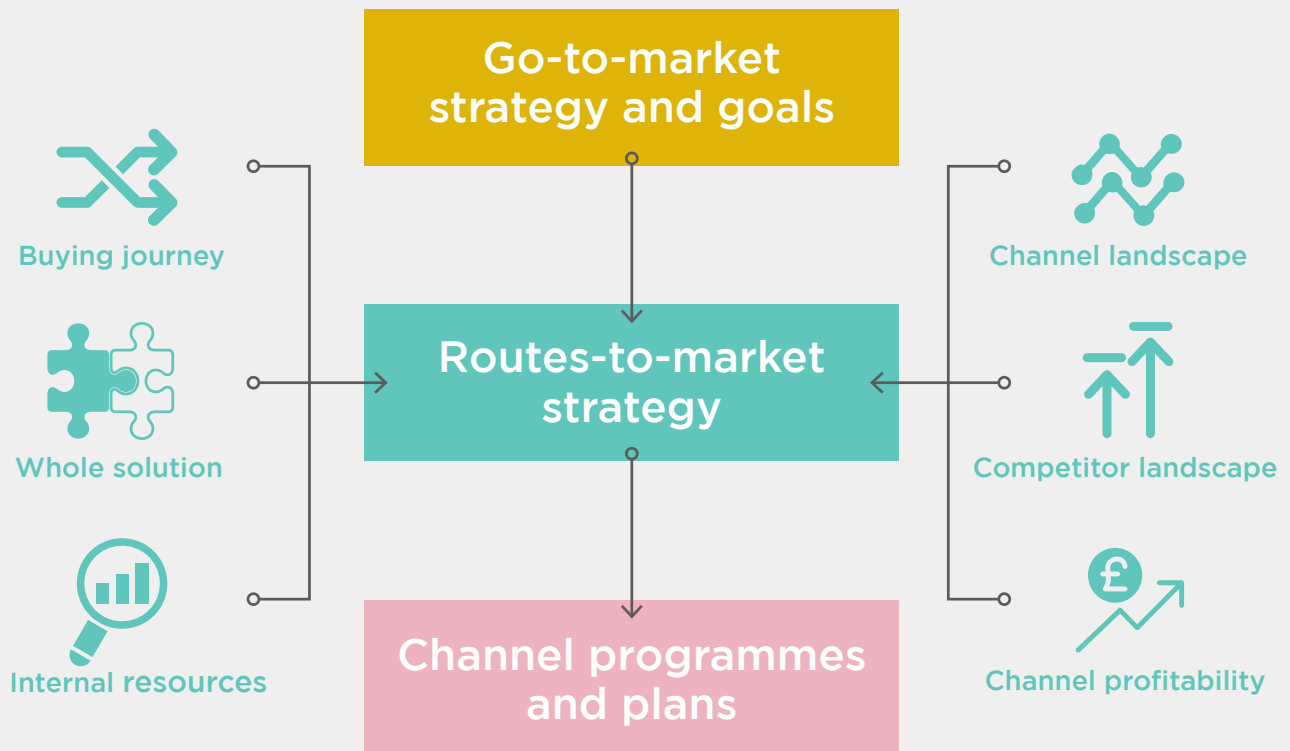 Go-to-market
strategy and goals
Buying journey
Channel landscape
Routes-to-market
strategy
Whole solution
Competitor landscape
£
Internal resources
Channel profitability
Channel programmes
and plans